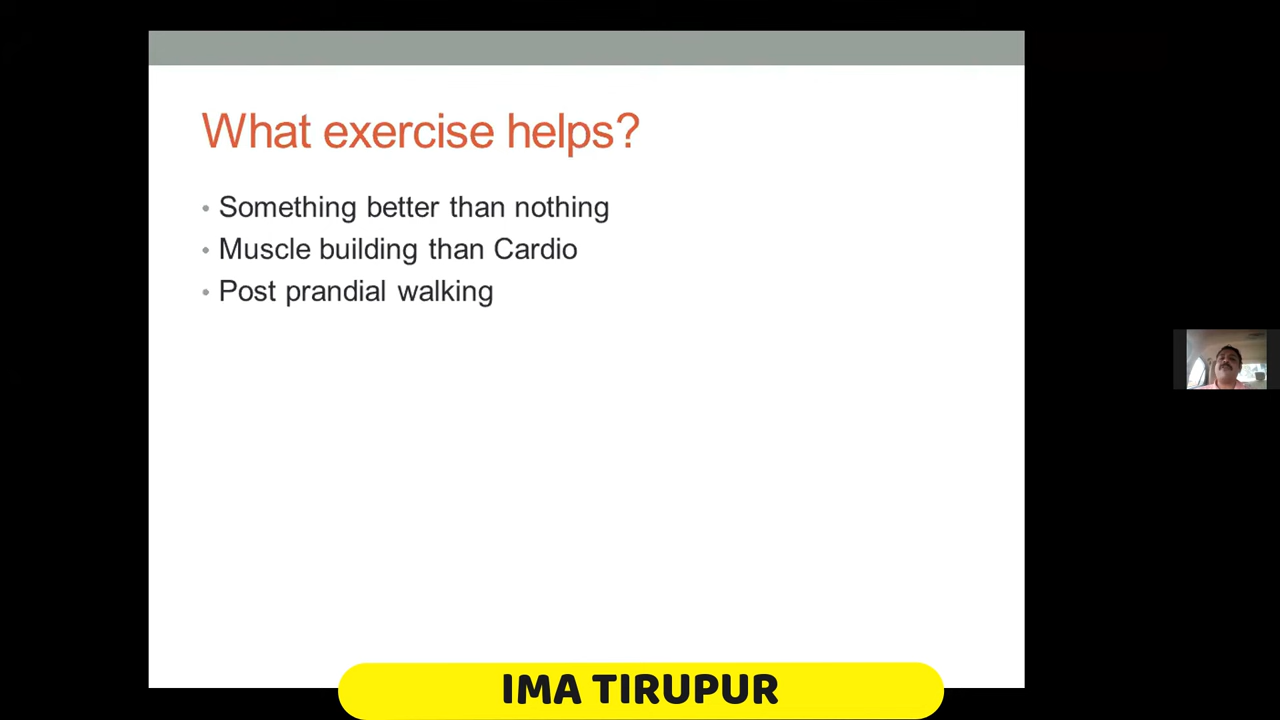 What exercise helps?
• Something better than nothing
• Muscle building than Cardio
• Post prandial walking
IMA TIRUPUR